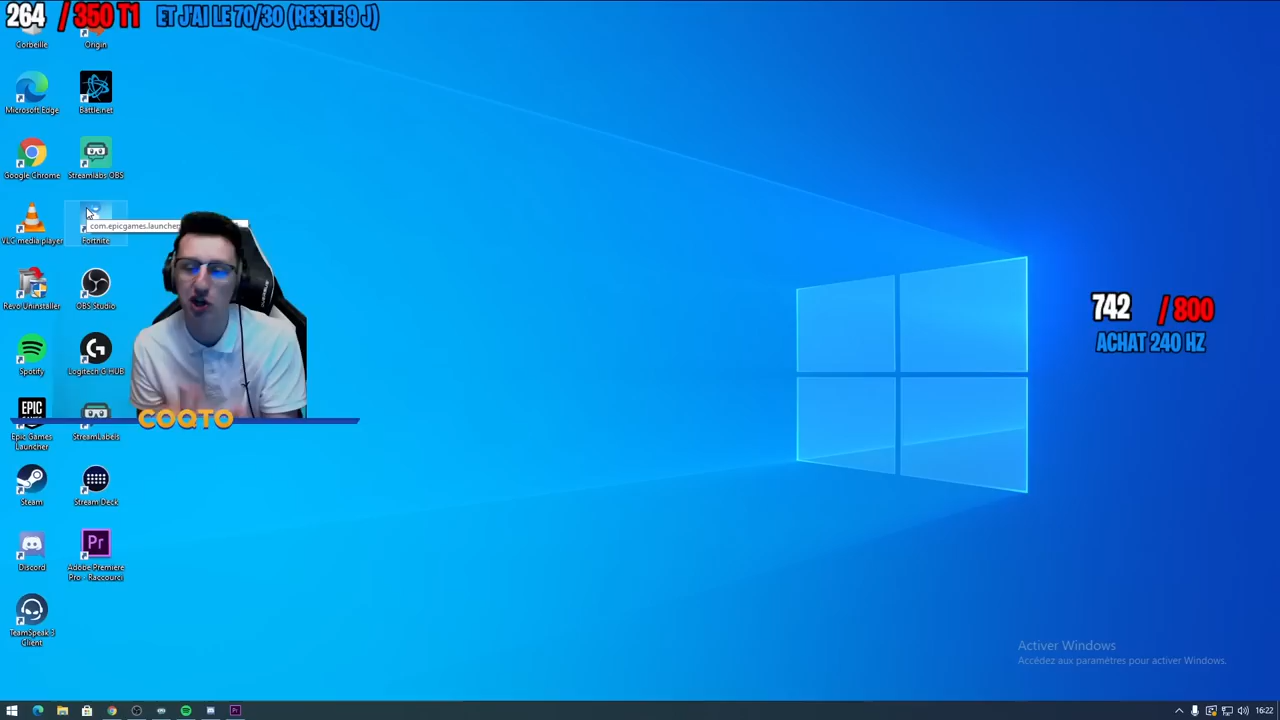 264 / 350 T1 ET J'AI LE 70/30 (RESTE 9 J)
Corbeille
Origin
Microsoft Edge
Battle.net
Google Chrome
Streamlabs OBS
VLC media player
com.epicgames.launcher
Fortnite
Revo Uninstaller
OBS Studio
Spotify
Logitech G HUB
EPIC
Epic Games
Launcher
StreamLabels
COQTO
Steam
Stream Deck
Discord
Pr
Adobe Premiere
Pro - Raccourci
TeamSpeak 3
Client
742 / 800
ACHAT 240 HZ
Activer Windows
Accédez aux paramètres pour activer Windows.
Pr
16:22